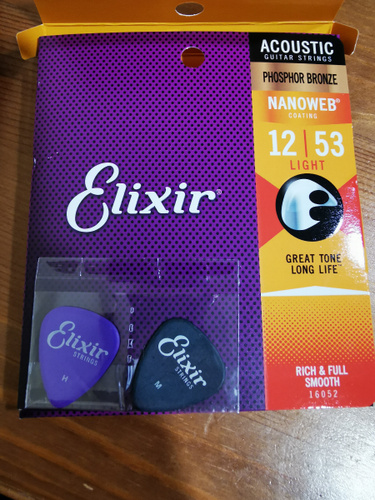 ACOUSTIC
GUITAR STRINGS
PHOSPHOR BRONZE
NANOWEB®
COATING
12 | 53
LIGHT
Elixir®
GREAT TONE
LONG LIFE™
Elixir
STRINGS
H
Elixir
STRINGS
M
RICH & FULL
SMOOTH
16052